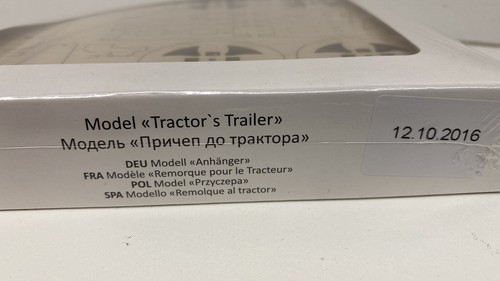 Model «Tractor`s Trailer»
Модель «Причеп до трактора»
DEU Modell «Anhänger»
FRA Modèle «Remorque pour le Tracteur»
POL Model «Przyczepa»
SPA Modello «Remolque al tractor»
12.10.2016